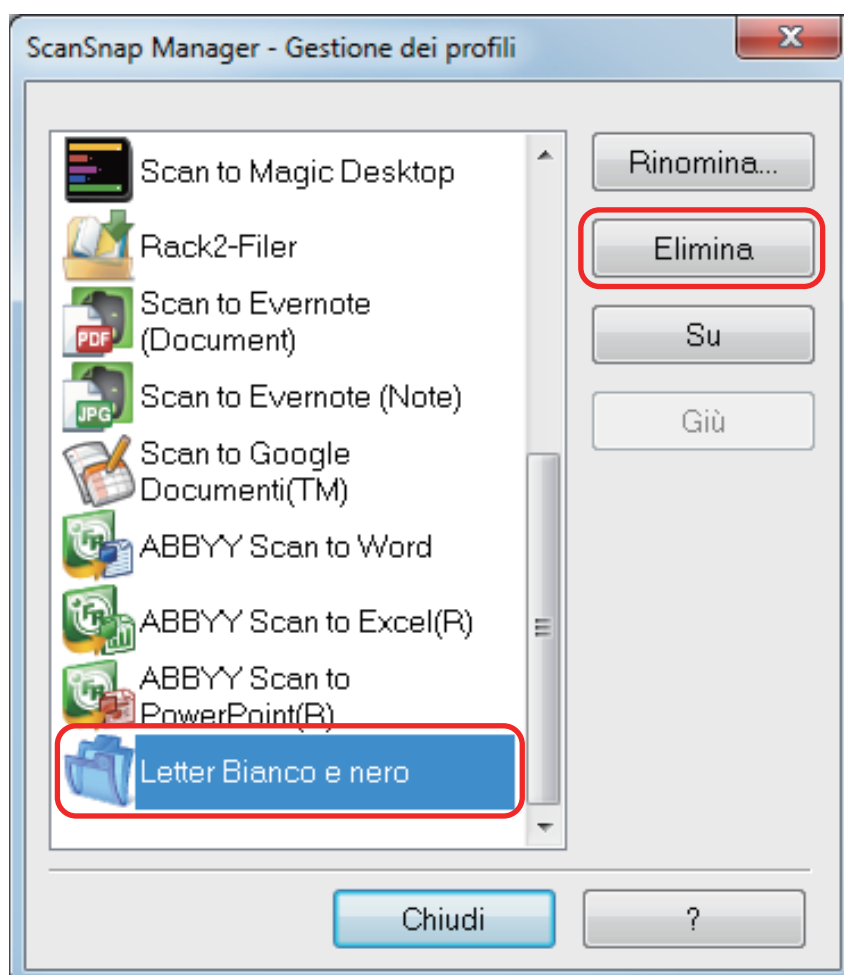 ScanSnap Manager - Gestione dei profili
Scan to Magic Desktop
Rack2-Filer
Scan to Evernote
(Document)
PDF
Scan to Evernote (Note)
JPG
Scan to Google
Documenti(TM)
ABBYY Scan to Word
ABBYY Scan to Excel(R)
ABBYY Scan to
PowerPoint(R)
Letter Bianco e nero
Rinomina...
Elimina
Su
Giù
Chiudi
?